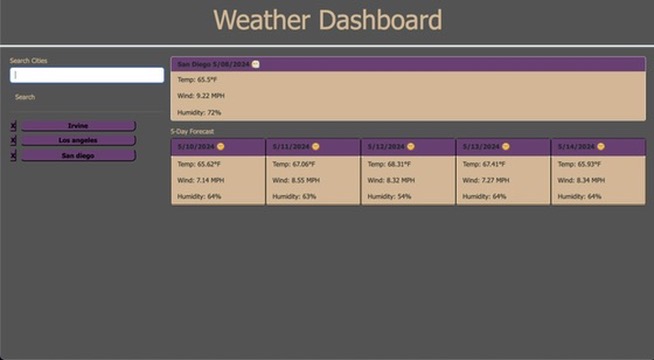 Weather Dashboard
Search Cities
Search
X Irvine
X Los angeles
X San diego
San Diego 5/08/2024
Temp: 65.5°F
Wind: 9.22 MPH
Humidity: 72%
5-Day Forecast
5/10/2024
Temp: 65.62°F
Wind: 7.14 MPH
Humidity: 64%
5/11/2024
Temp: 67.06°F
Wind: 8.55 MPH
Humidity: 63%
5/12/2024
Temp: 68.31°F
Wind: 8.32 MPH
Humidity: 54%
5/13/2024
Temp: 67.41°F
Wind: 7.27 MPH
Humidity: 64%
5/14/2024
Temp: 65.93°F
Wind: 8.34 MPH
Humidity: 64%